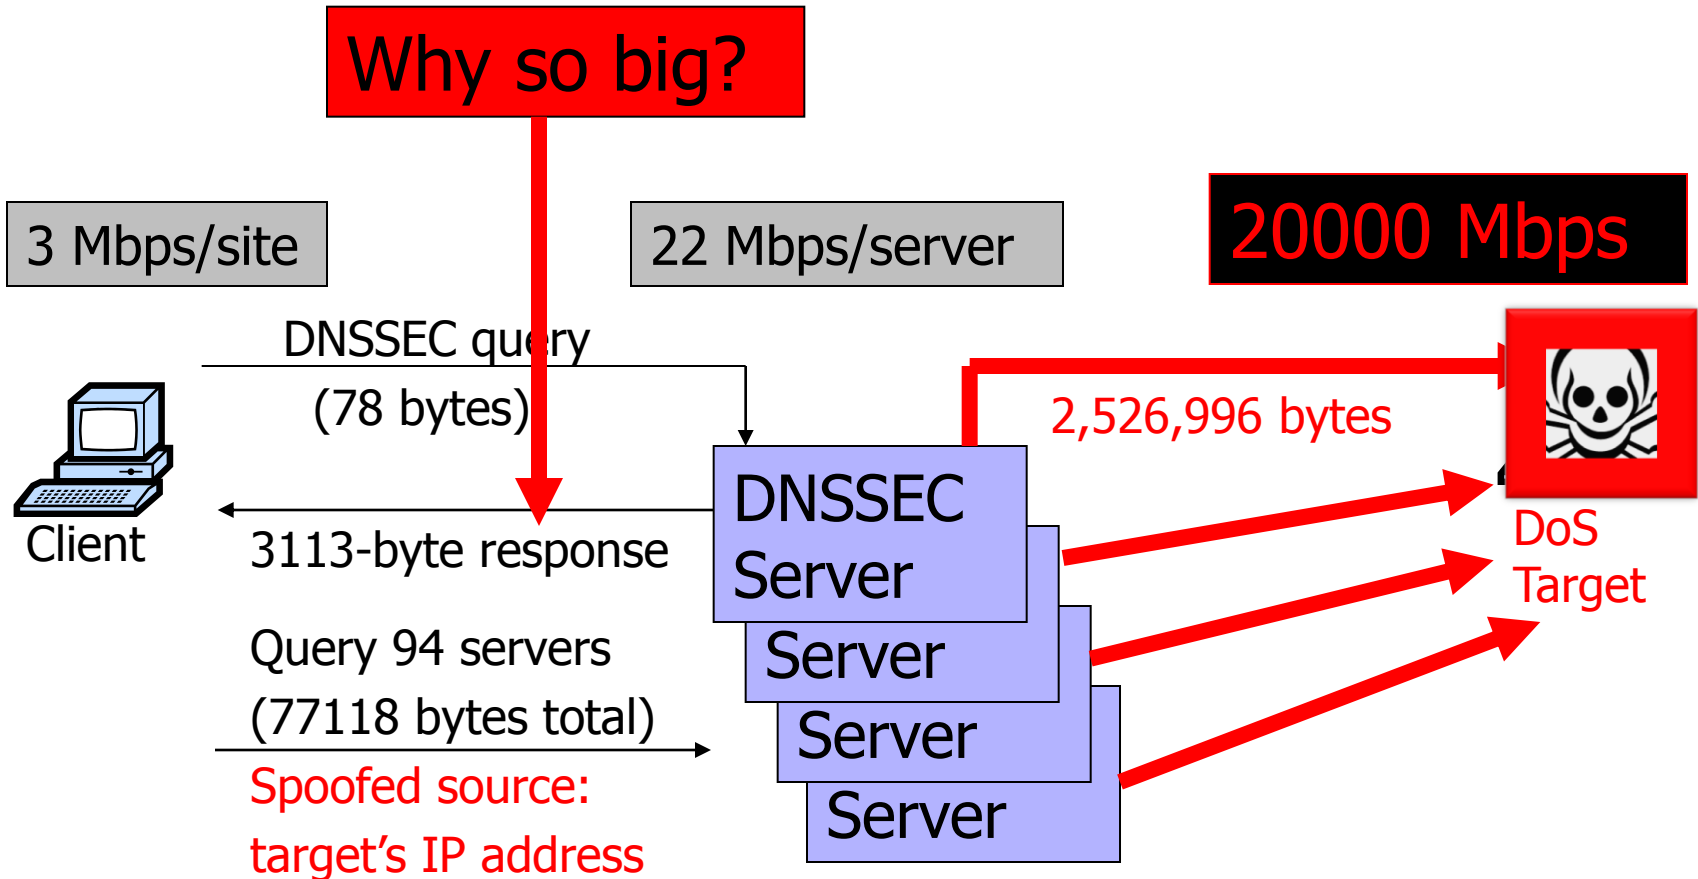 Why so big?
3 Mbps/site
22 Mbps/server
20000 Mbps
DNSSEC query
(78 bytes)
2,526,996 bytes
DNSSEC
Server
Client
3113-byte response
DoS
Target
Query 94 servers
(77118 bytes total)
Server
Server
Spoofed source:
target’s IP address
Server